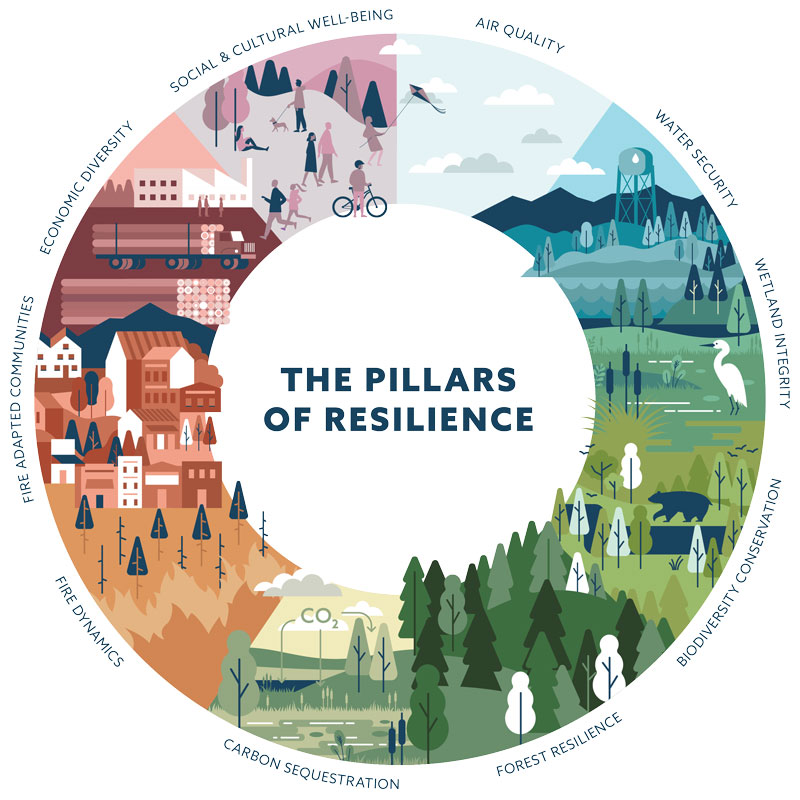 SOCIAL & CULTURAL WELL-BEING
AIR QUALITY
WATER SECURITY
WETLAND INTEGRITY
BIODIVERSITY CONSERVATION
FOREST RESILIENCE
CARBON SEQUESTRATION
FIRE DYNAMICS
FIRE ADAPTED COMMUNITIES
ECONOMIC DIVERSITY
THE PILLARS
OF RESILIENCE
CO₂